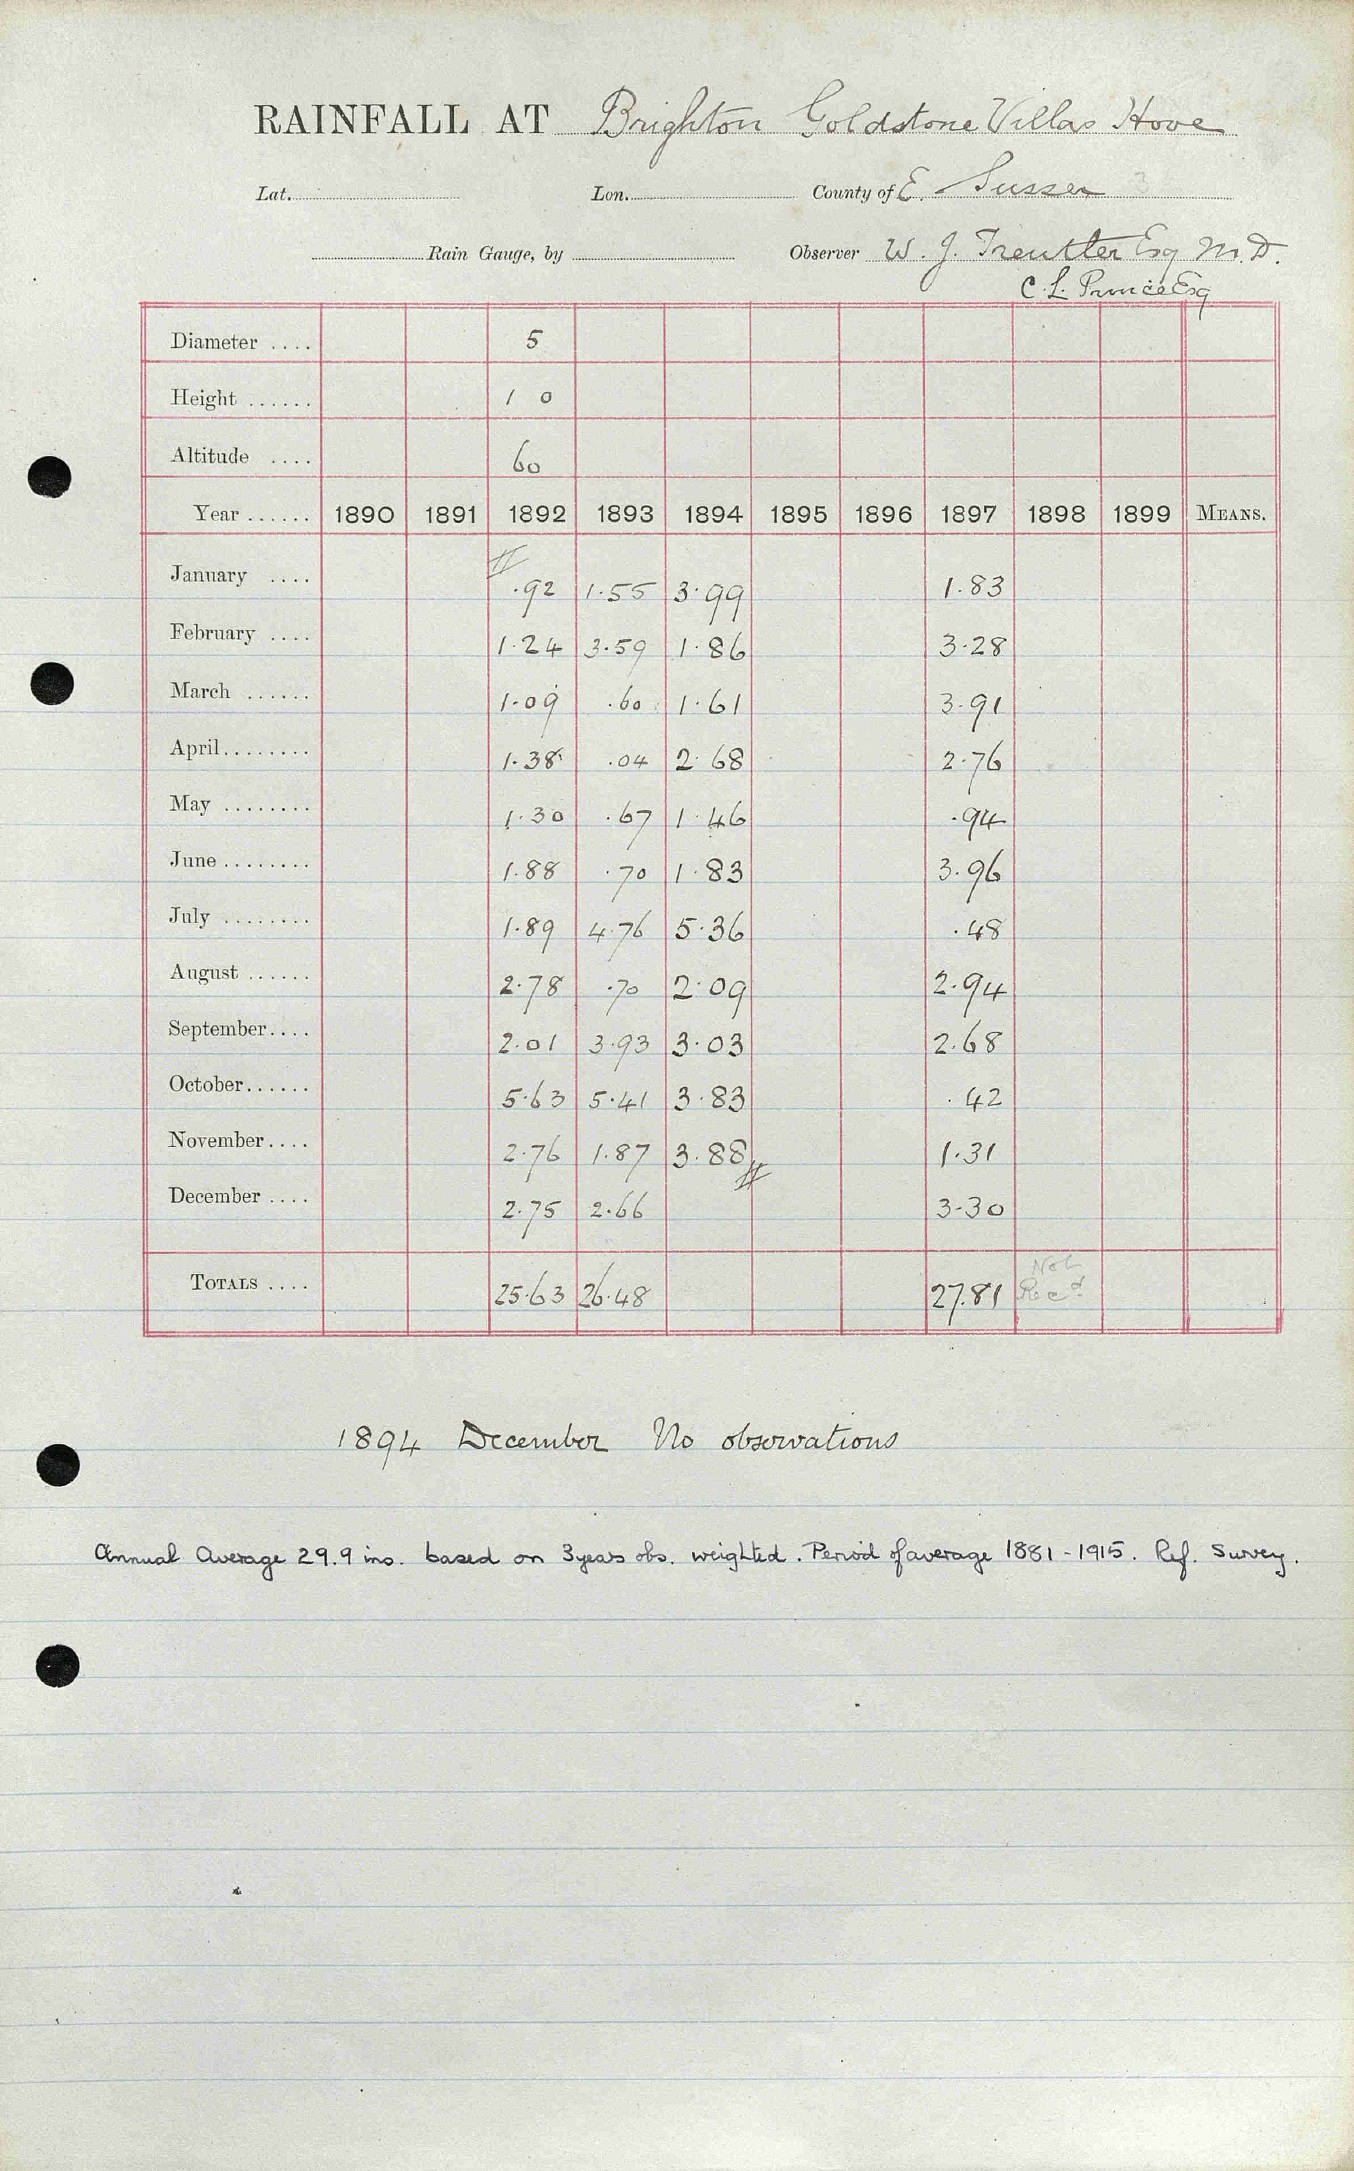 RAINFALL AT Brighton Goldstone Villas Hove
Lat. Lon. County of E. Sussex 3
Rain Gauge, by Observer W. J. Treutler Esq M.D.
C. L. Prince Esq
Diameter .... 5
Height ...... 1 0
Altitude .... 60
Year ...... 1890 1891 1892 1893 1894 1895 1896 1897 1898 1899 MEANS.
January .... .92 1.55 3.99 1.83
February .... 1.24 3.59 1.86 3.28
March ...... 1.09 .60 1.61 3.91
April........ 1.38 .04 2.68 2.76
May ........ 1.30 .67 1.46 .94
June ........ 1.88 .70 1.83 3.96
July ........ 1.89 4.76 5.36 .48
August ...... 2.78 .70 2.09 2.94
September.... 2.01 3.93 3.03 2.68
October...... 5.63 5.41 3.83 .42
November.... 2.76 1.87 3.88 1.31
December .... 2.75 2.66 3.30
TOTALS .... 25.63 26.48 27.81 Not Recd
1894 December No observations
Annual Average 29.9 ins. based on 3 years obs. weighted. Period of average 1881-1915. Ref. Survey.